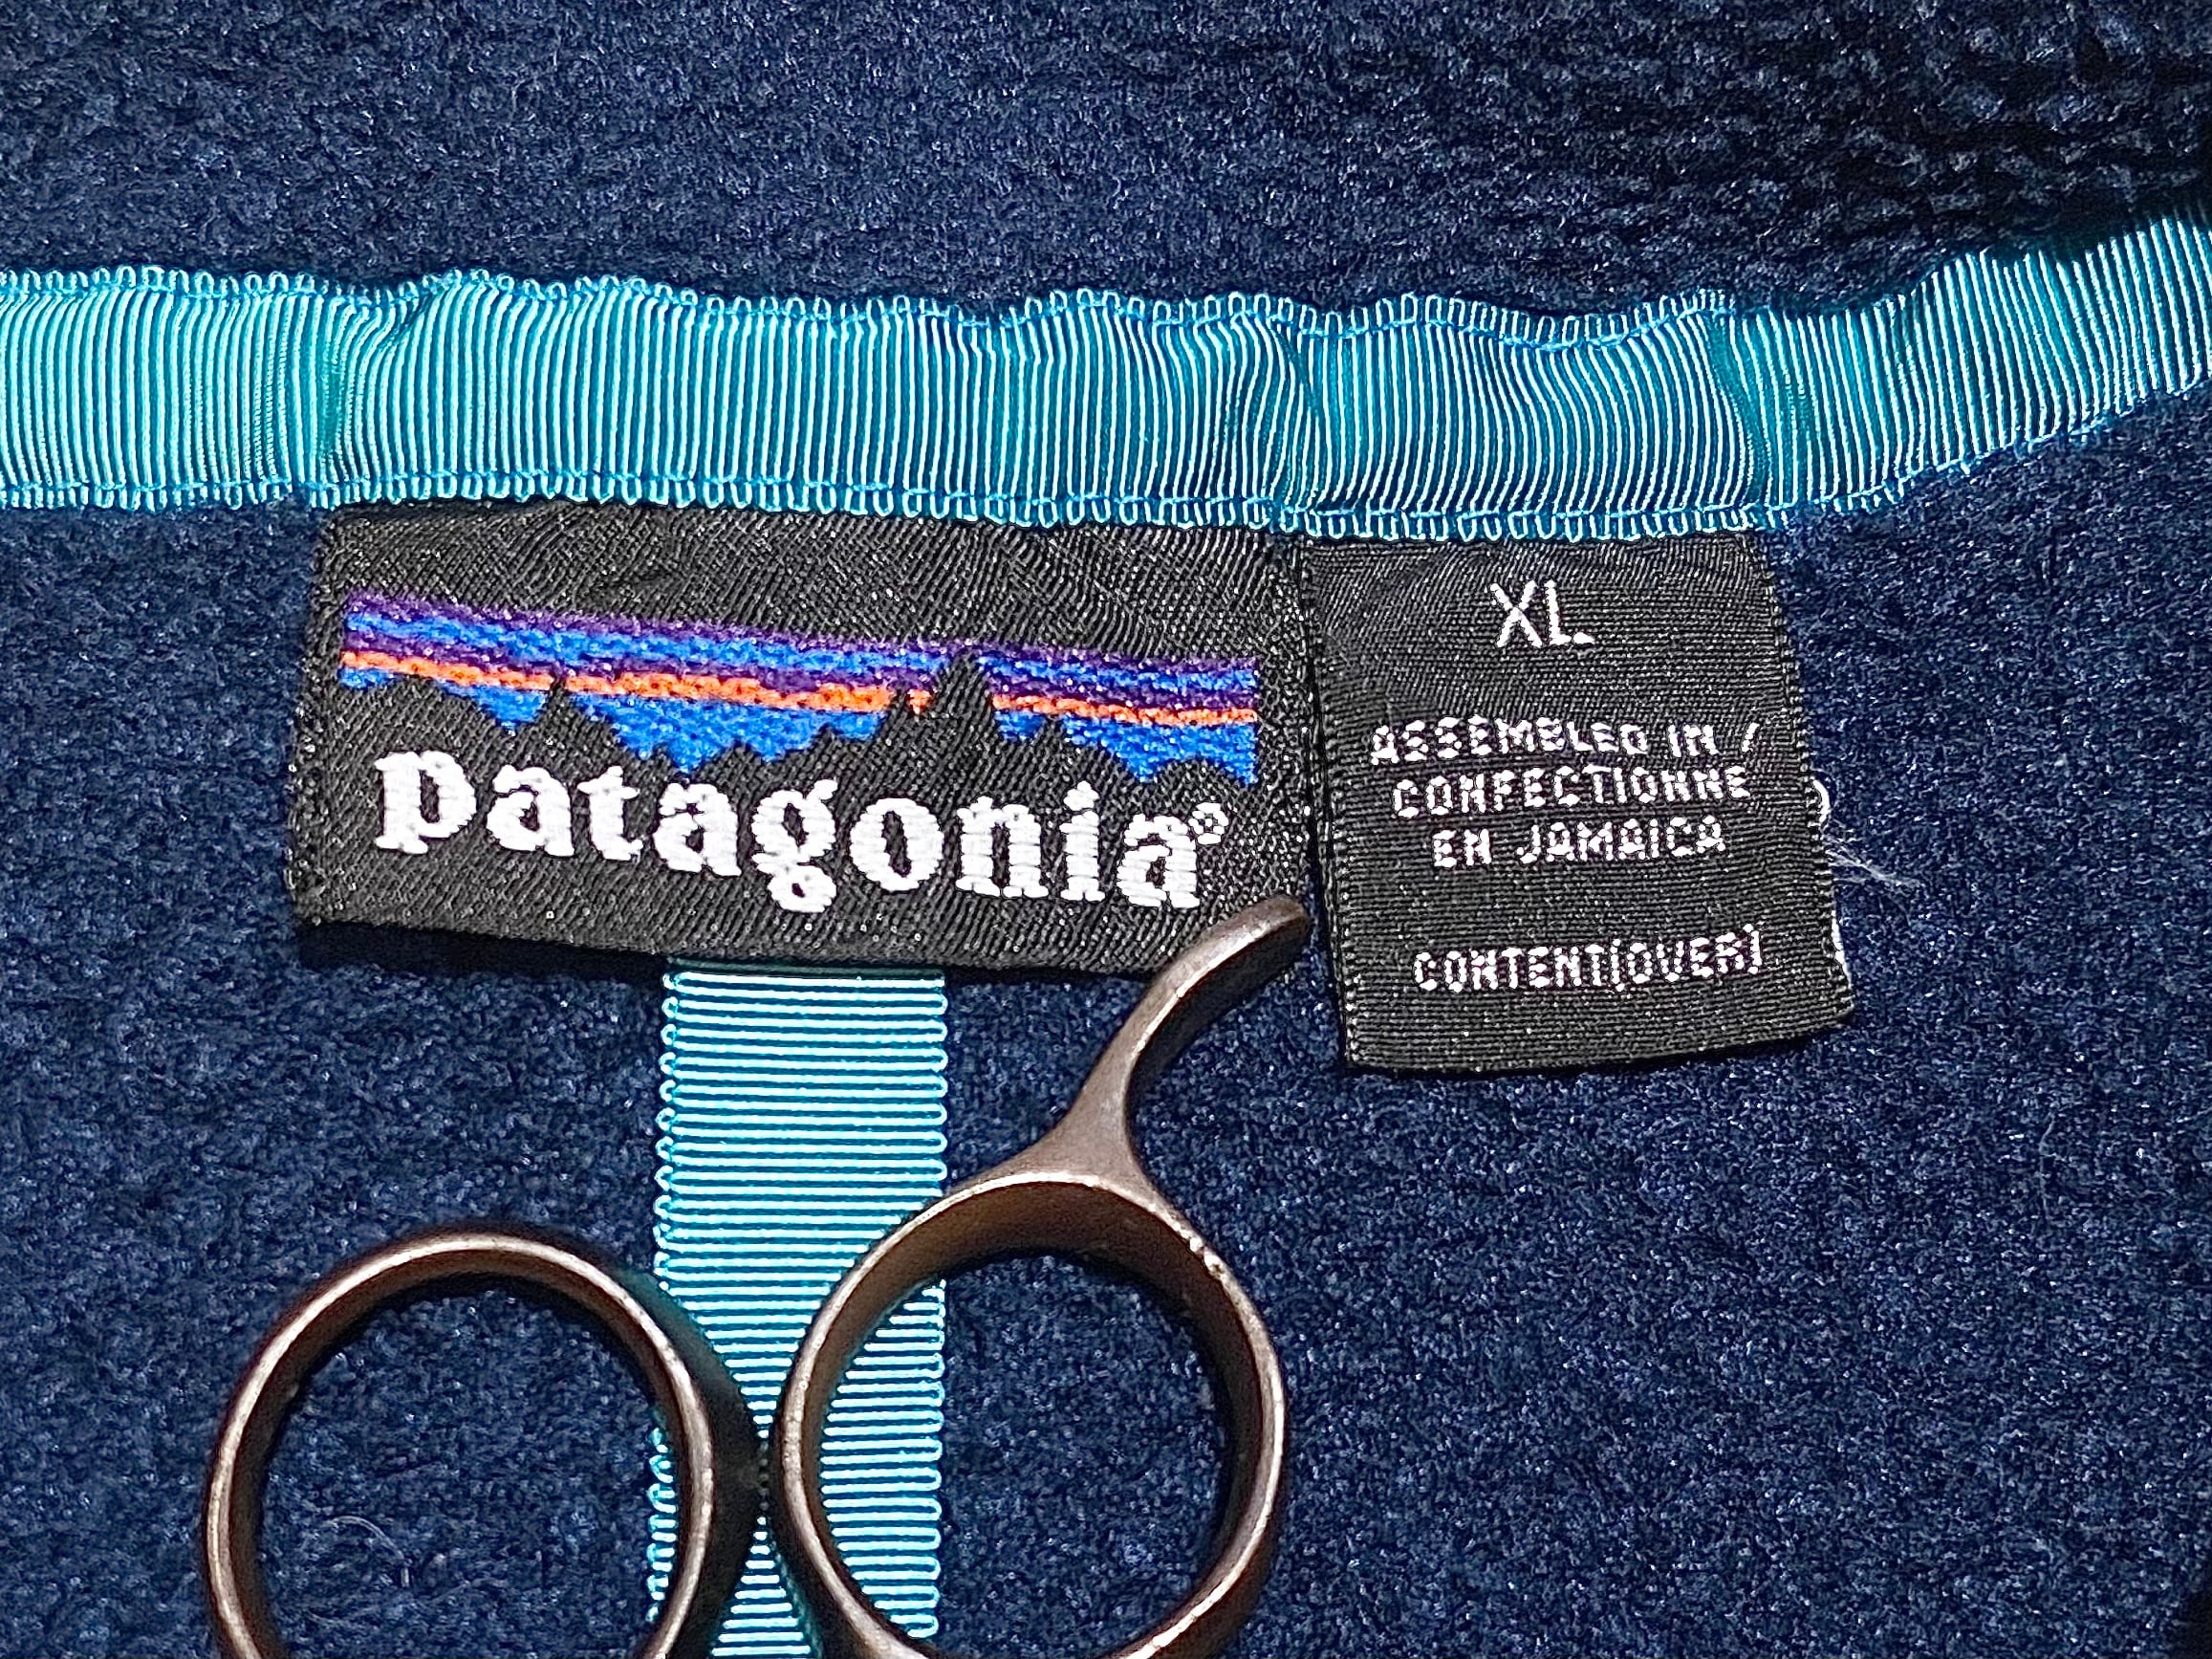 patagonia®
XL
ASSEMBLED IN /
CONFECTIONNE
EN JAMAICA
CONTENT(OVER)